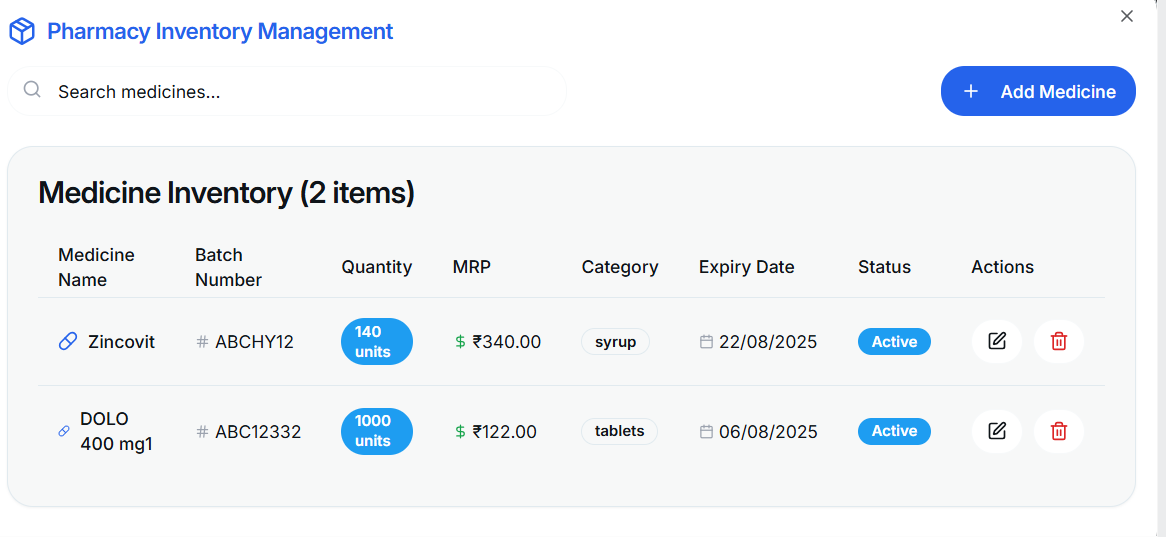 Pharmacy Inventory Management
Search medicines...
+ Add Medicine
Medicine Inventory (2 items)
Medicine Name
Batch Number
Quantity
MRP
Category
Expiry Date
Status
Actions
Zincovit
# ABCHY12
140 units
$ ₹340.00
syrup
22/08/2025
Active
DOLO 400 mg1
# ABC12332
1000 units
$ ₹122.00
tablets
06/08/2025
Active